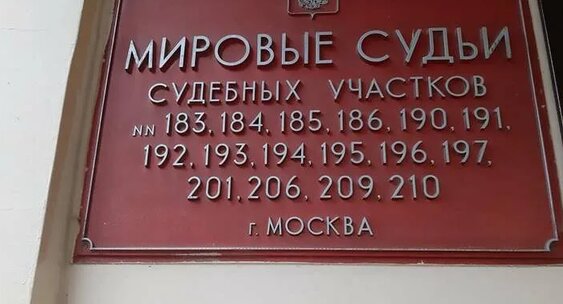 МИРОВЫЕ СУДЬИ
СУДЕБНЫХ УЧАСТКОВ
NN 183, 184, 185, 186, 190, 191,
192, 193, 194, 195, 196, 197,
201, 206, 209, 210
г. МОСКВА